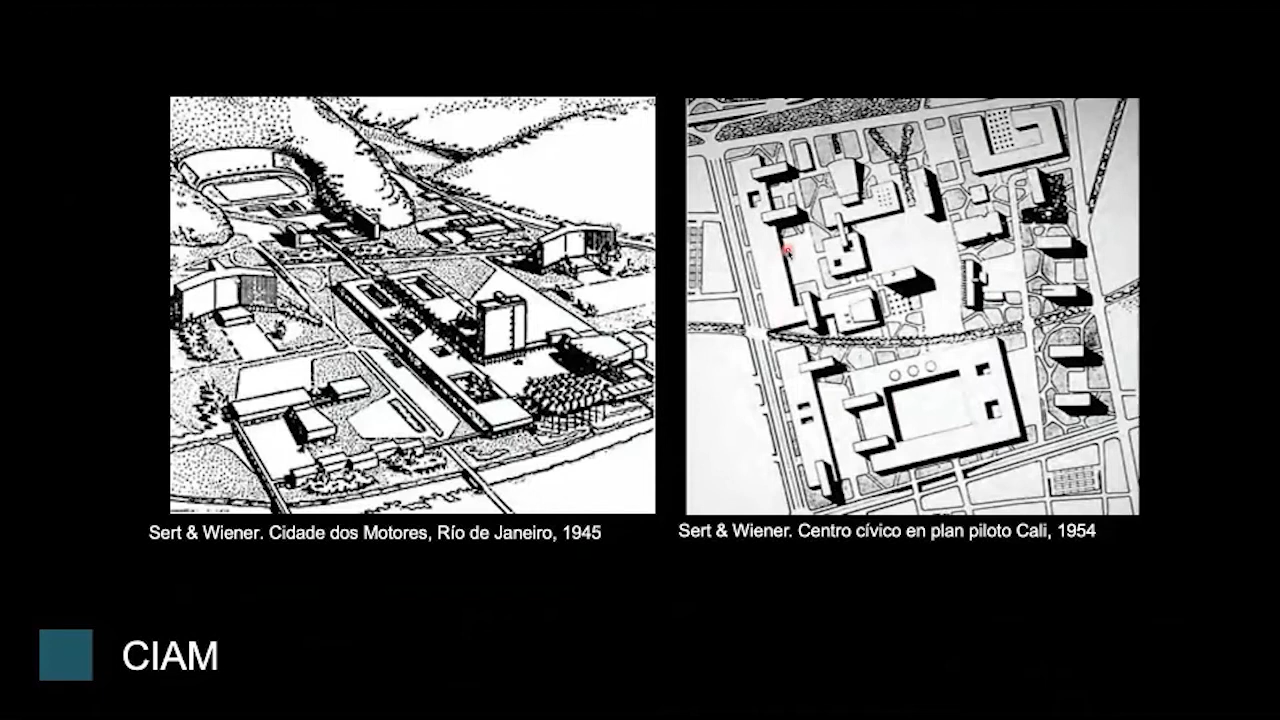 Sert & Wiener. Cidade dos Motores, Río de Janeiro, 1945
Sert & Wiener. Centro cívico en plan piloto Cali, 1954
CIAM